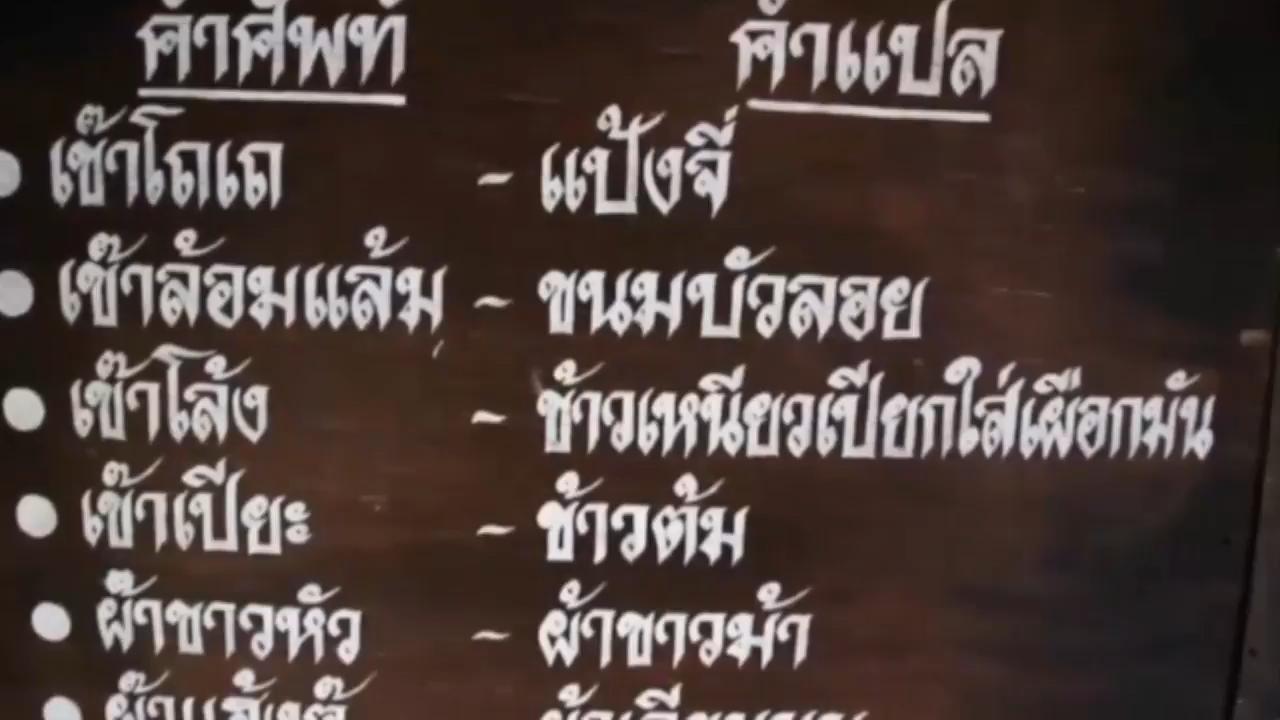 คำศัพท์ คำแปล
เข๊าโถเถ - แป้งจี่
เข๊าล้อมแล้ม - ขนมบัวลอย
เข๊าโล้ง - ข้าวเหนียวเปียกใส่เผือกมัน
เข๊าเปียะ - ข้าวต้ม
ผ๊าขาวหัว - ผ้าขาวม้า